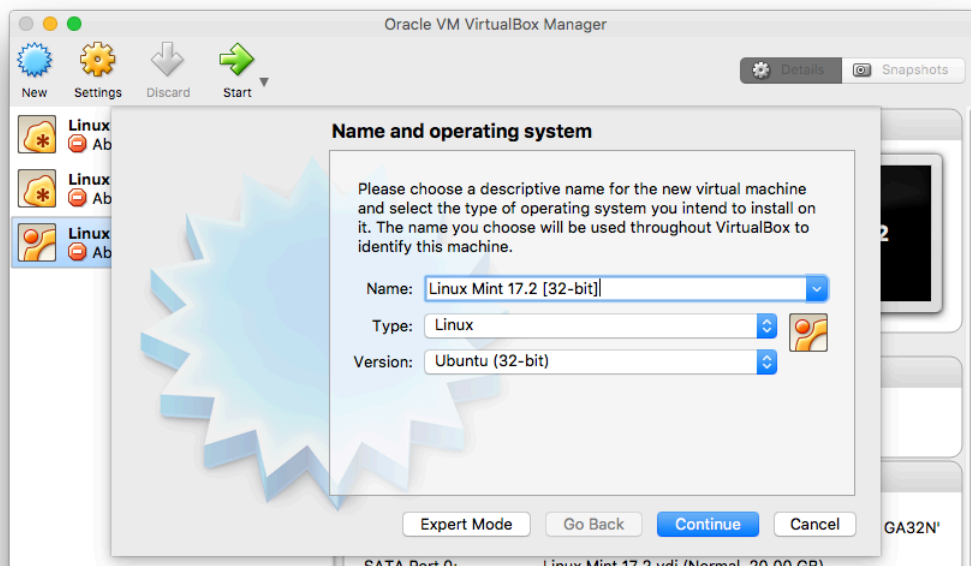 Oracle VM VirtualBox Manager
New Settings Discard Start Details Snapshots
Linux
Ab
Linux
Ab
Linux
Ab
Name and operating system
Please choose a descriptive name for the new virtual machine
and select the type of operating system you intend to install on
it. The name you choose will be used throughout VirtualBox to
identify this machine.
Name: Linux Mint 17.2 [32-bit]
Type: Linux
Version: Ubuntu (32-bit)
2
Expert Mode Go Back Continue Cancel
GA32N'
SATA Port 0: Linux Mint 17.2.vdi (Normal, 20.00 GB)